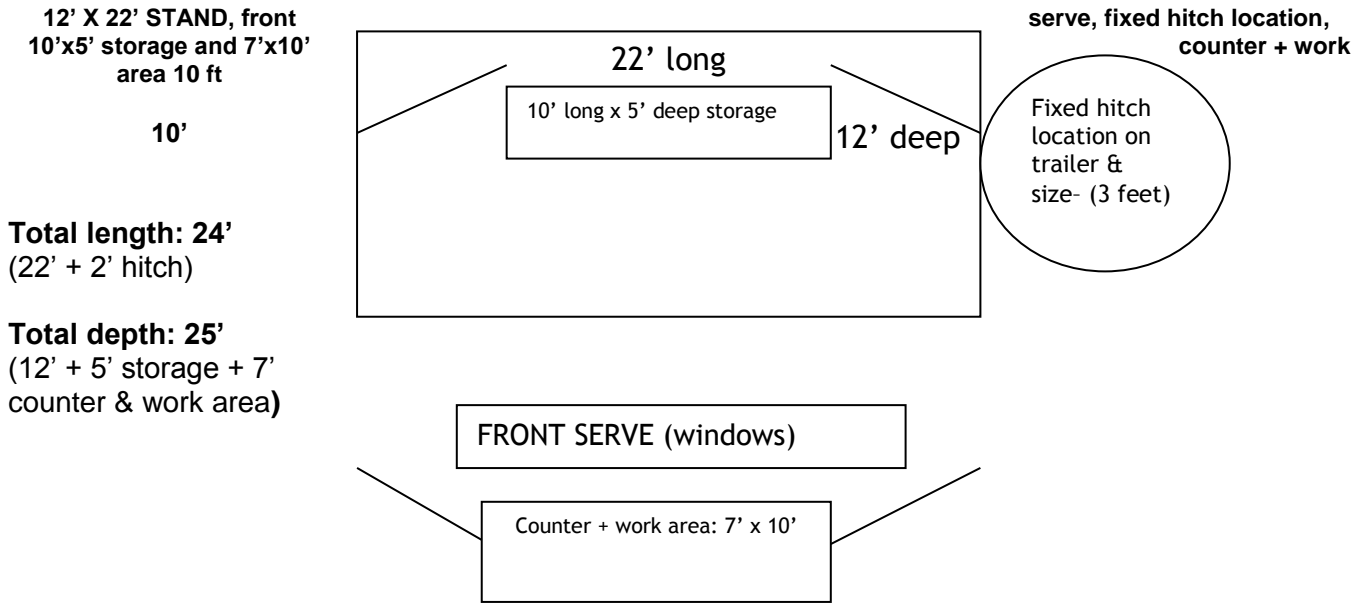 12’ X 22’ STAND, front
10’x5’ storage and 7’x10’
area 10 ft
serve, fixed hitch location,
counter + work
10’
22’ long
10’ long x 5’ deep storage
12’ deep
Fixed hitch
location on
trailer &
size– (3 feet)
Total length: 24’
(22’ + 2’ hitch)
Total depth: 25’
(12’ + 5’ storage + 7’
counter & work area)
FRONT SERVE (windows)
Counter + work area: 7’ x 10’